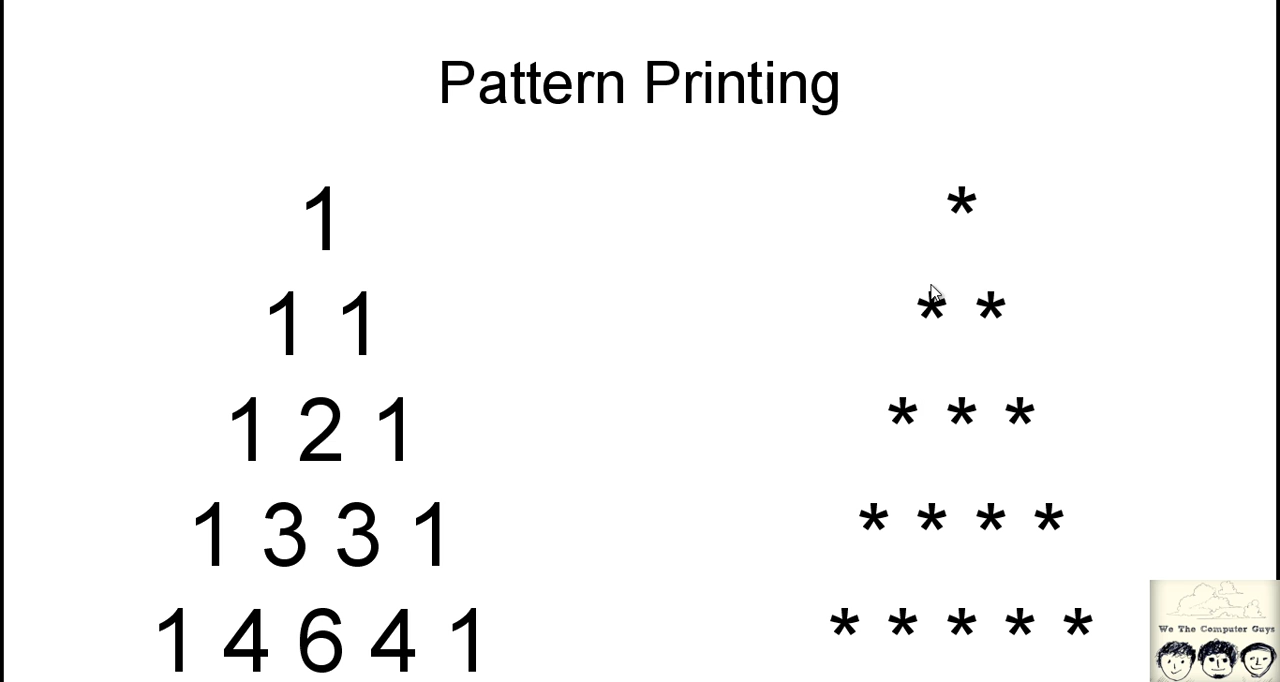 Pattern Printing
1
1 1
1 2 1
1 3 3 1
1 4 6 4 1
*
* *
* * *
* * * *
* * * * *
We The Computer Guys